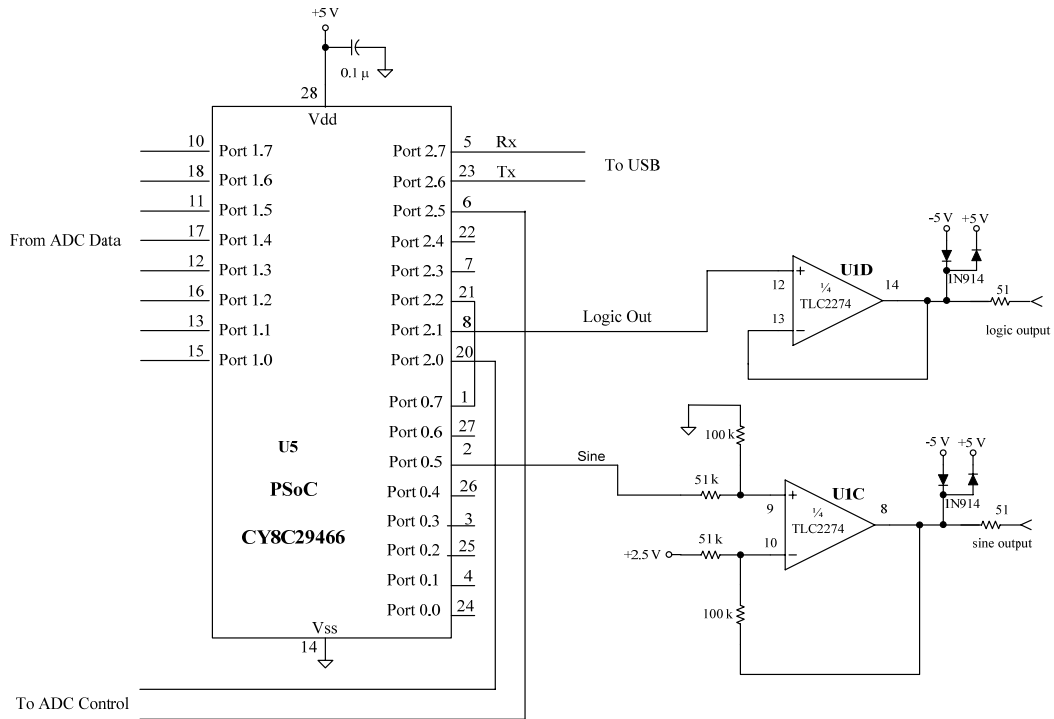 +5 V
0.1 µ
28
Vdd
10 Port 1.7
18 Port 1.6
11 Port 1.5
17 Port 1.4
12 Port 1.3
16 Port 1.2
13 Port 1.1
15 Port 1.0
From ADC Data
Port 2.7 5 Rx
Port 2.6 23 Tx
To USB
Port 2.5 6
Port 2.4 22
Port 2.3 7
Port 2.2 21
Port 2.1 8 Logic Out
Port 2.0 20
Port 0.7 1
Port 0.6 27
Port 0.5 2 Sine
Port 0.4 26
Port 0.3 3
Port 0.2 25
Port 0.1 4
Port 0.0 24
U5
PSoC
CY8C29466
Vss
14
To ADC Control
-5 V +5 V
U1D
12 + 14
¼
TLC2274
13 −
1N914
51
logic output
100 k
51 k
-5 V +5 V
U1C
9 + 8
¼
TLC2274
10 −
1N914
51
sine output
+2.5 V
51 k
100 k